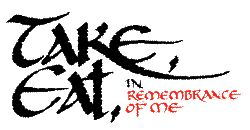 TAKE,
EAT, IN
REMEMBRANCE
OF ME